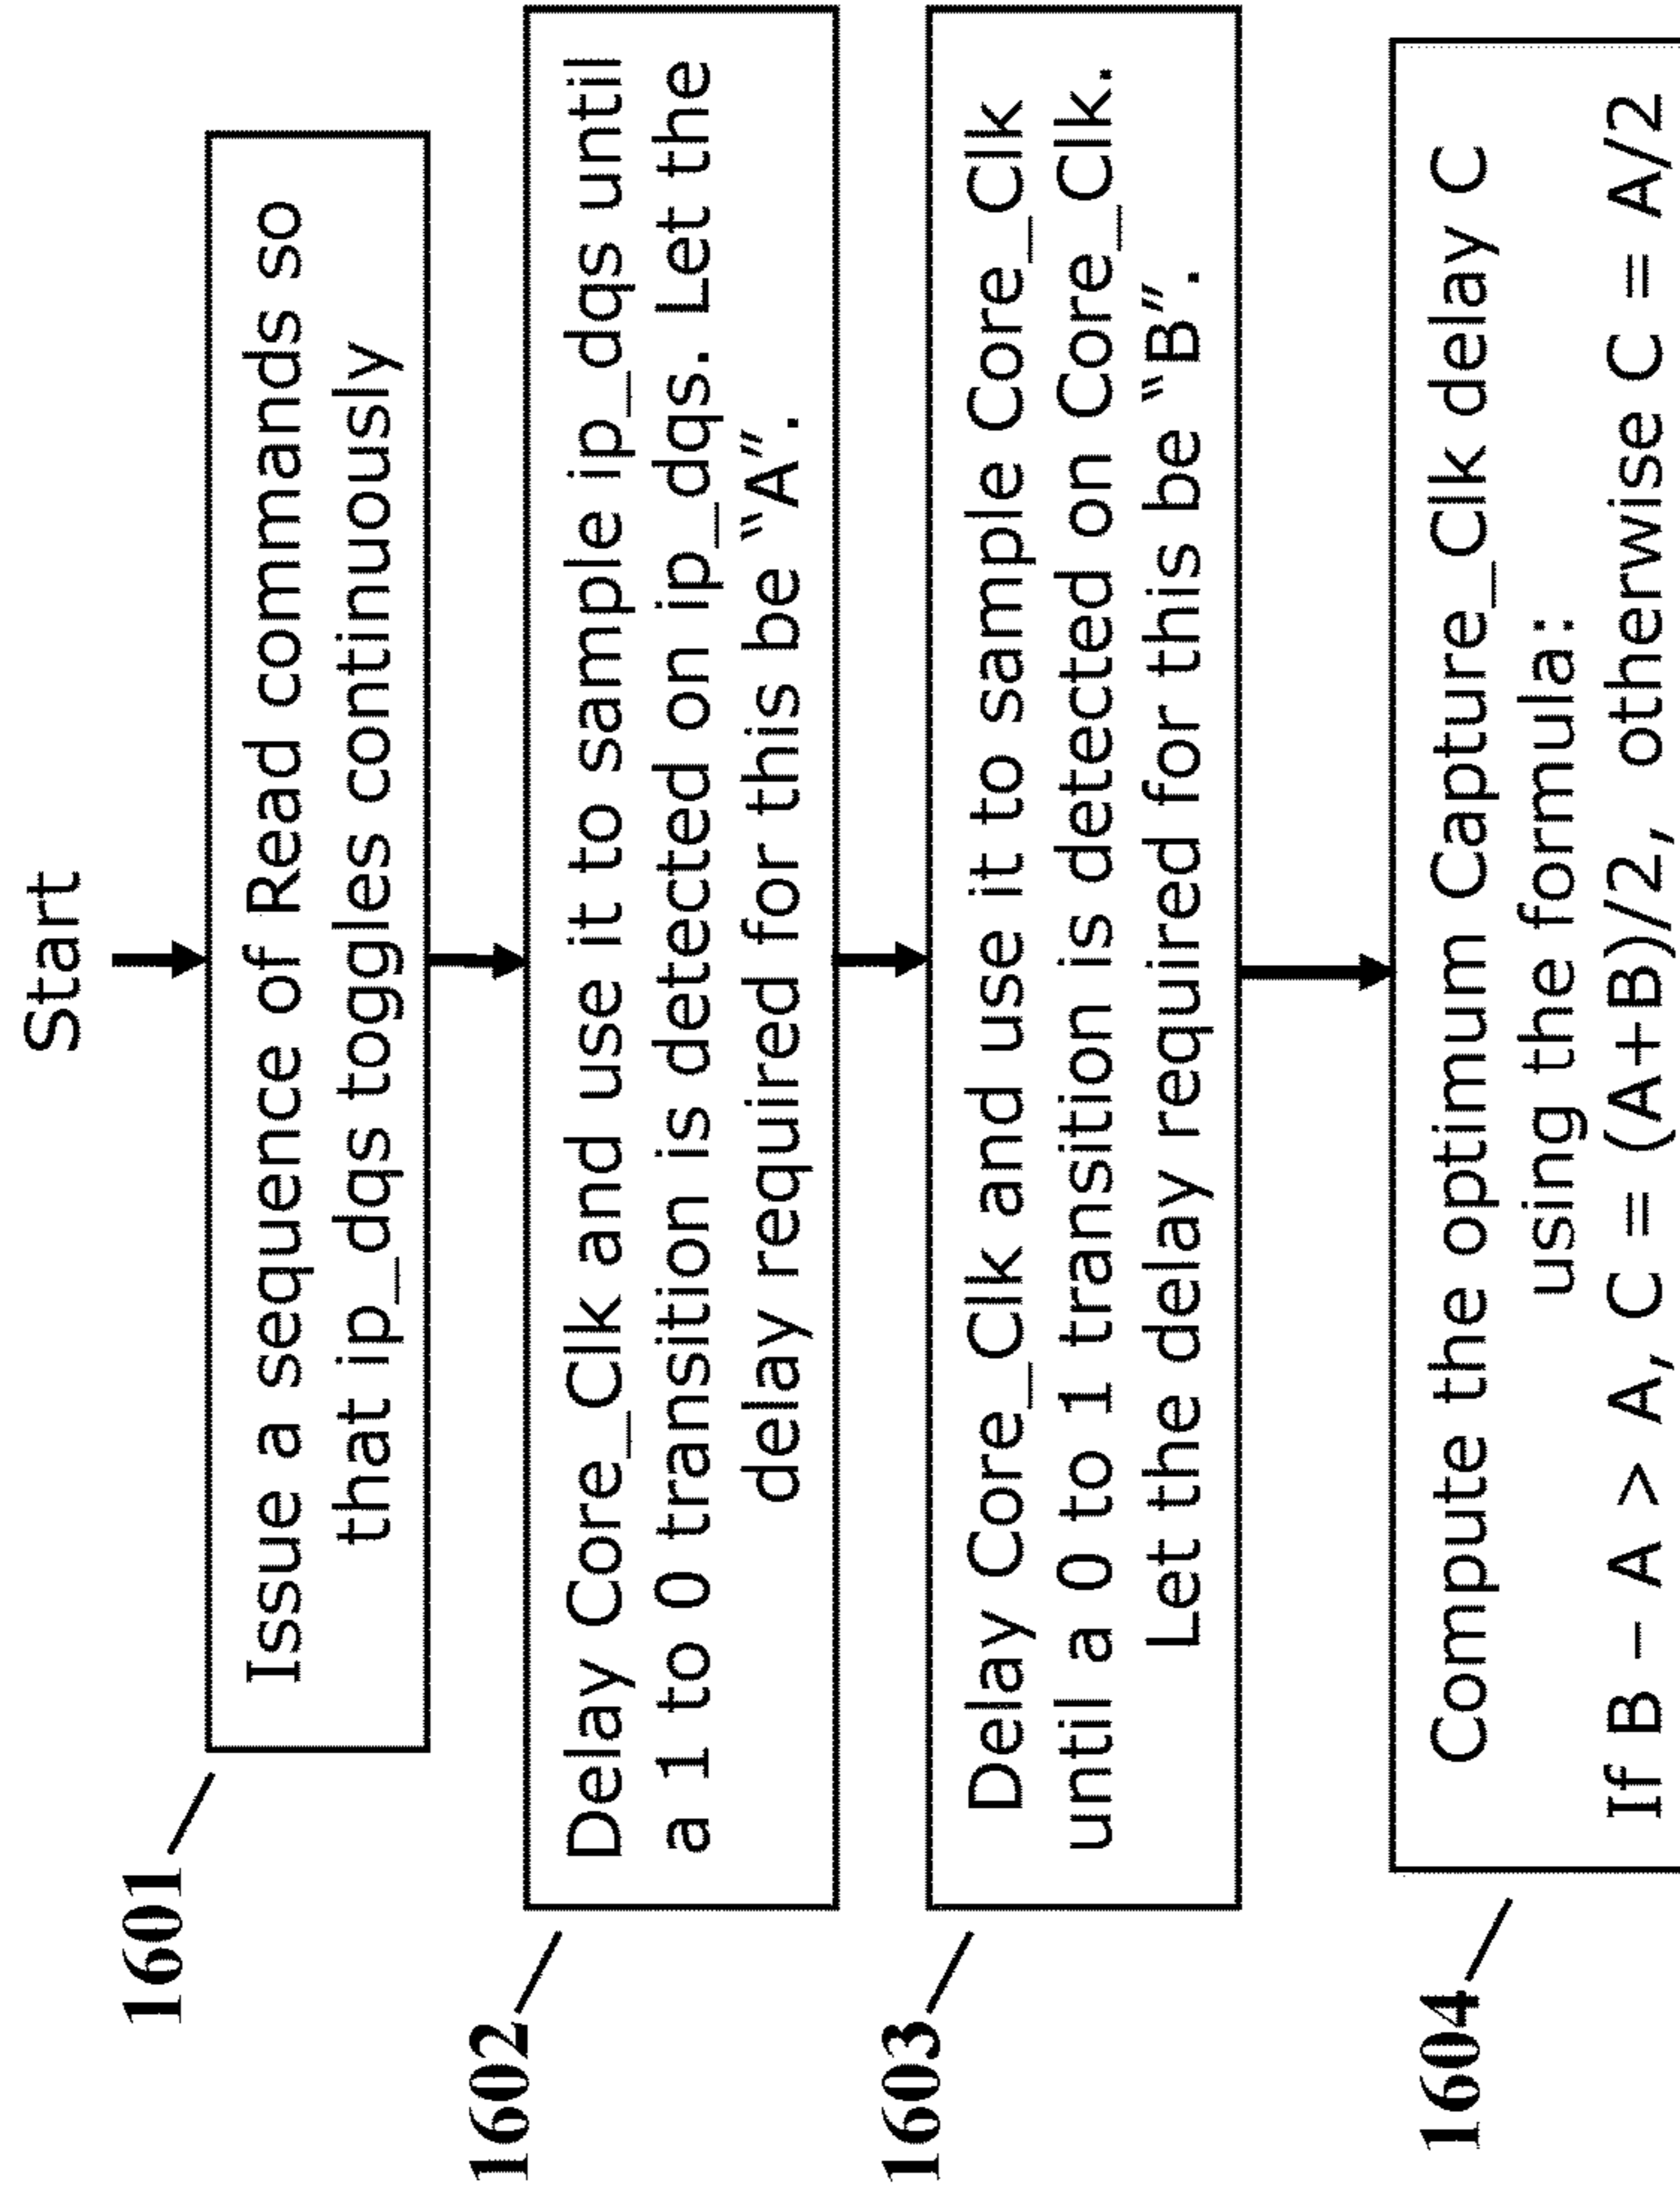 Start
1601
Issue a sequence of Read commands so
that ip_dqs toggles continuously
1602
Delay Core_Clk and use it to sample ip_dqs until
a 1 to 0 transition is detected on ip_dqs. Let the
delay required for this be “A”.
1603
Delay Core_Clk and use it to sample Core_Clk
until a 0 to 1 transition is detected on Core_Clk.
Let the delay required for this be “B”.
1604
Compute the optimum Capture_Clk delay C
using the formula:
If B – A > A, C = (A+B)/2, otherwise C = A/2